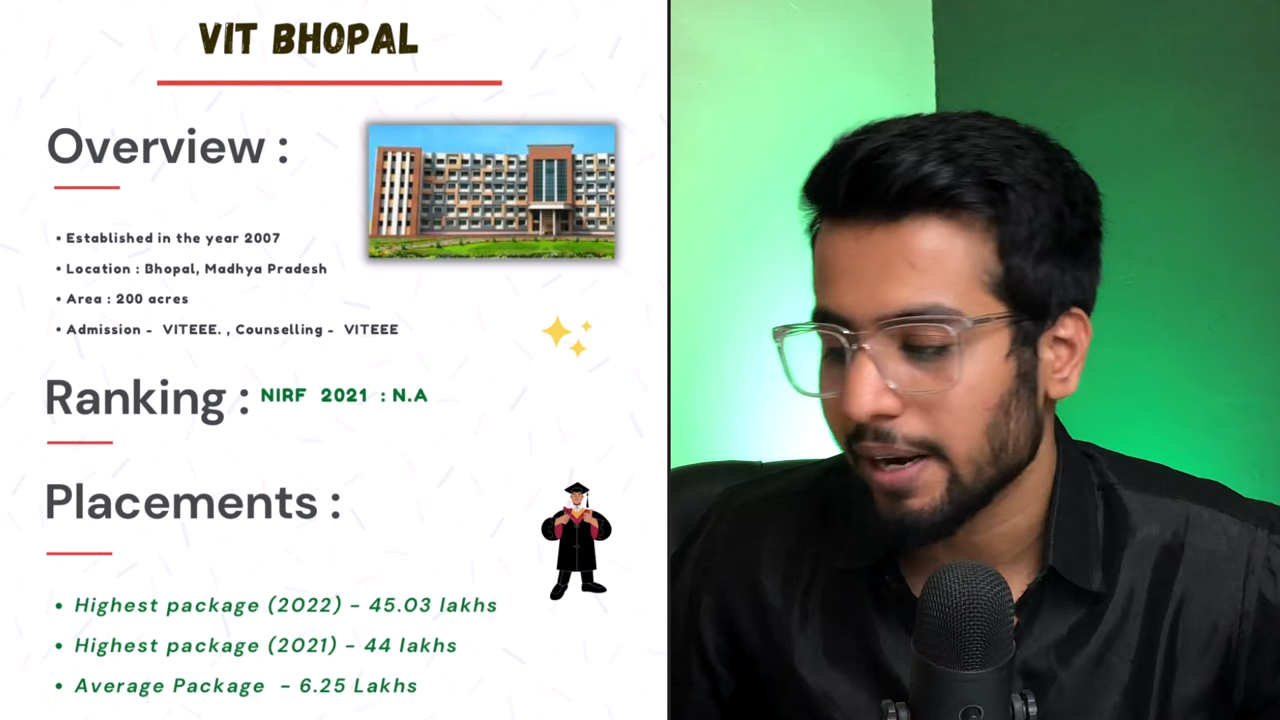 VIT BHOPAL
Overview :
• Established in the year 2007
• Location : Bhopal, Madhya Pradesh
• Area : 200 acres
• Admission - VITEEE. , Counselling - VITEEE
Ranking : NIRF 2021 : N.A
Placements :
• Highest package (2022) - 45.03 lakhs
• Highest package (2021) - 44 lakhs
• Average Package - 6.25 Lakhs